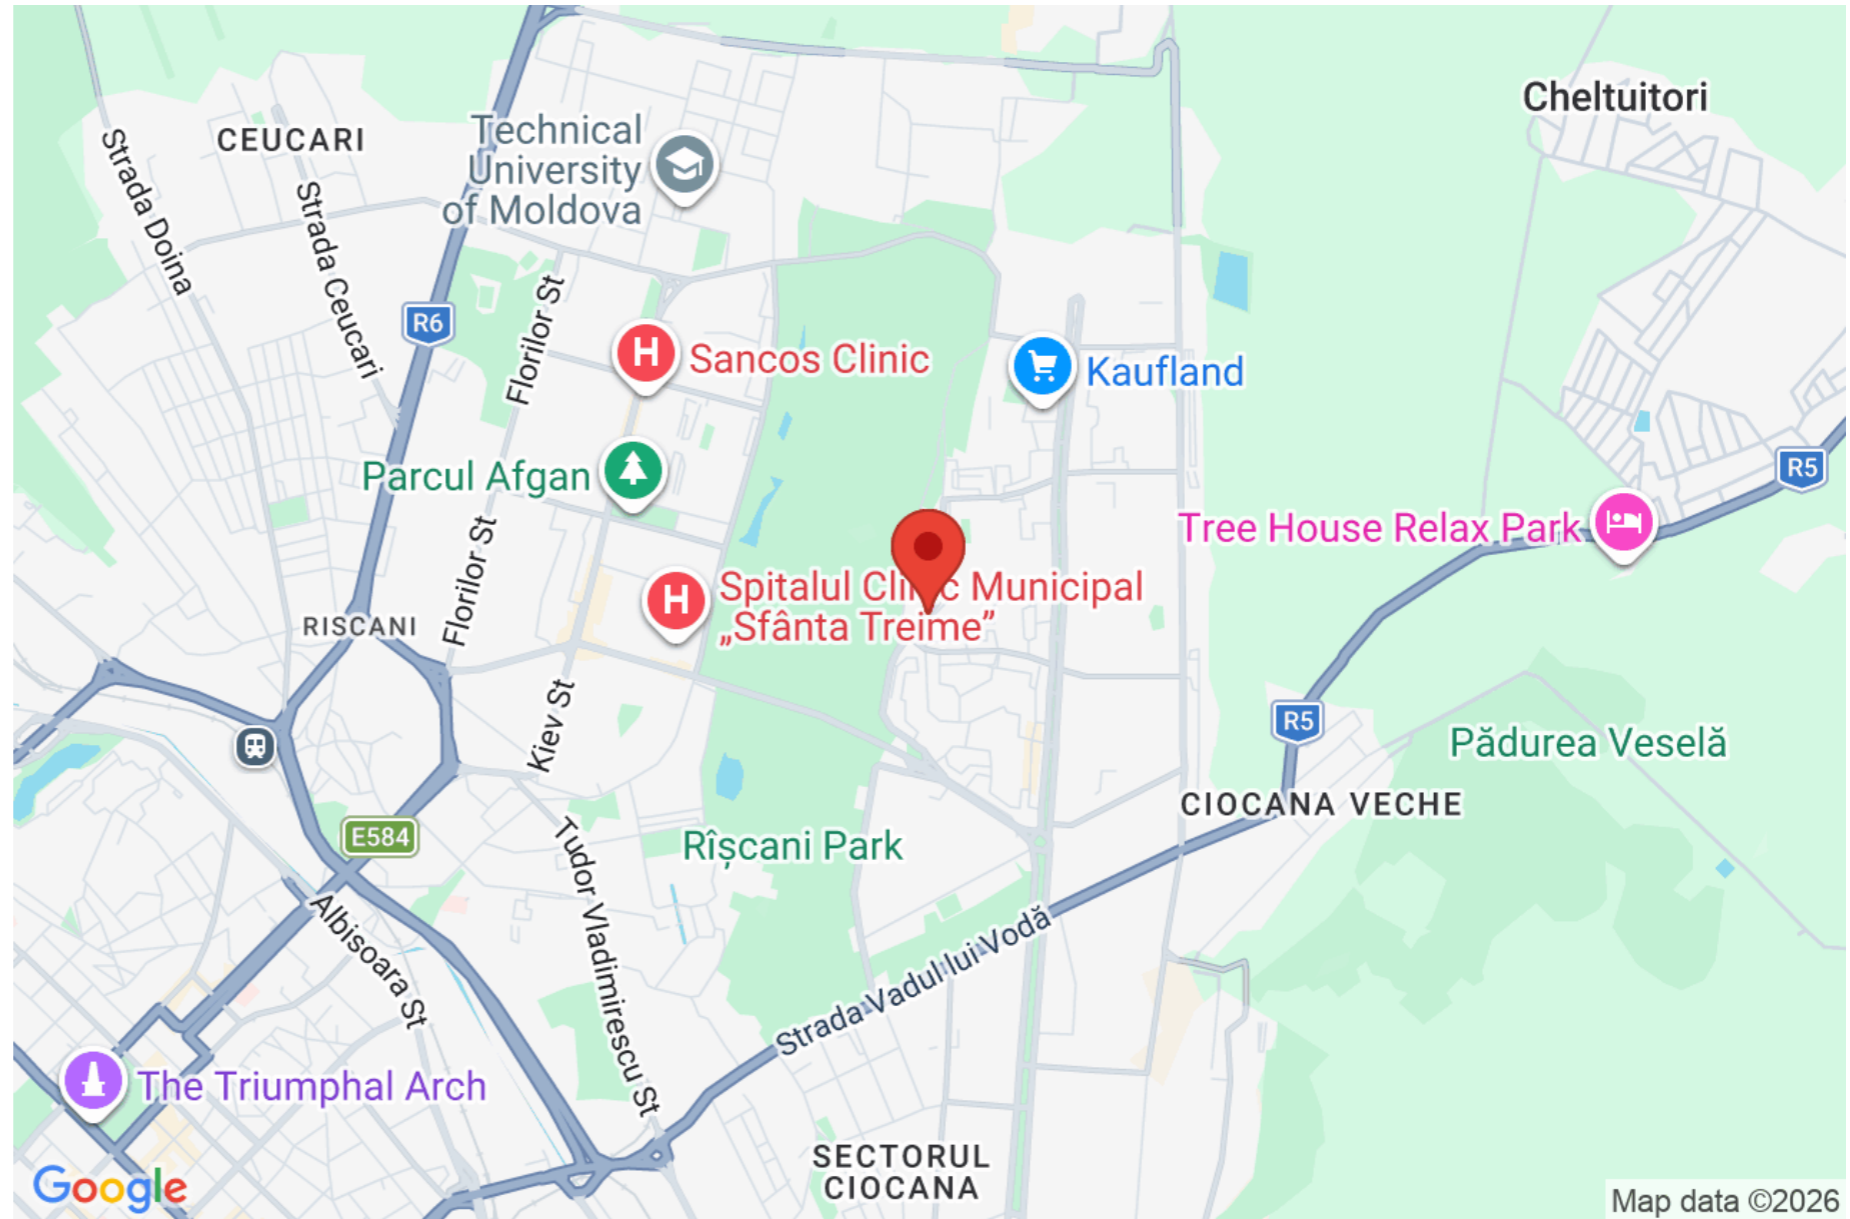 Cheltuitori
CEUCARI
Technical
University
of Moldova
Strada Doina
Strada Ceucari
Florilor St
R6
H
Sancos Clinic
Kaufland
Parcul Afgan
R5
Tree House Relax Park
Florilor St
H
Spitalul Clinic Municipal
„Sfânta Treime”
RISCANI
Kiev St
R5
Pădurea Veselă
CIOCANA VECHE
E584
Rîșcani Park
Tudor Vladimirescu St
Albisoara St
Strada Vadul lui Vodă
The Triumphal Arch
SECTORUL
CIOCANA
Google
Map data ©2026